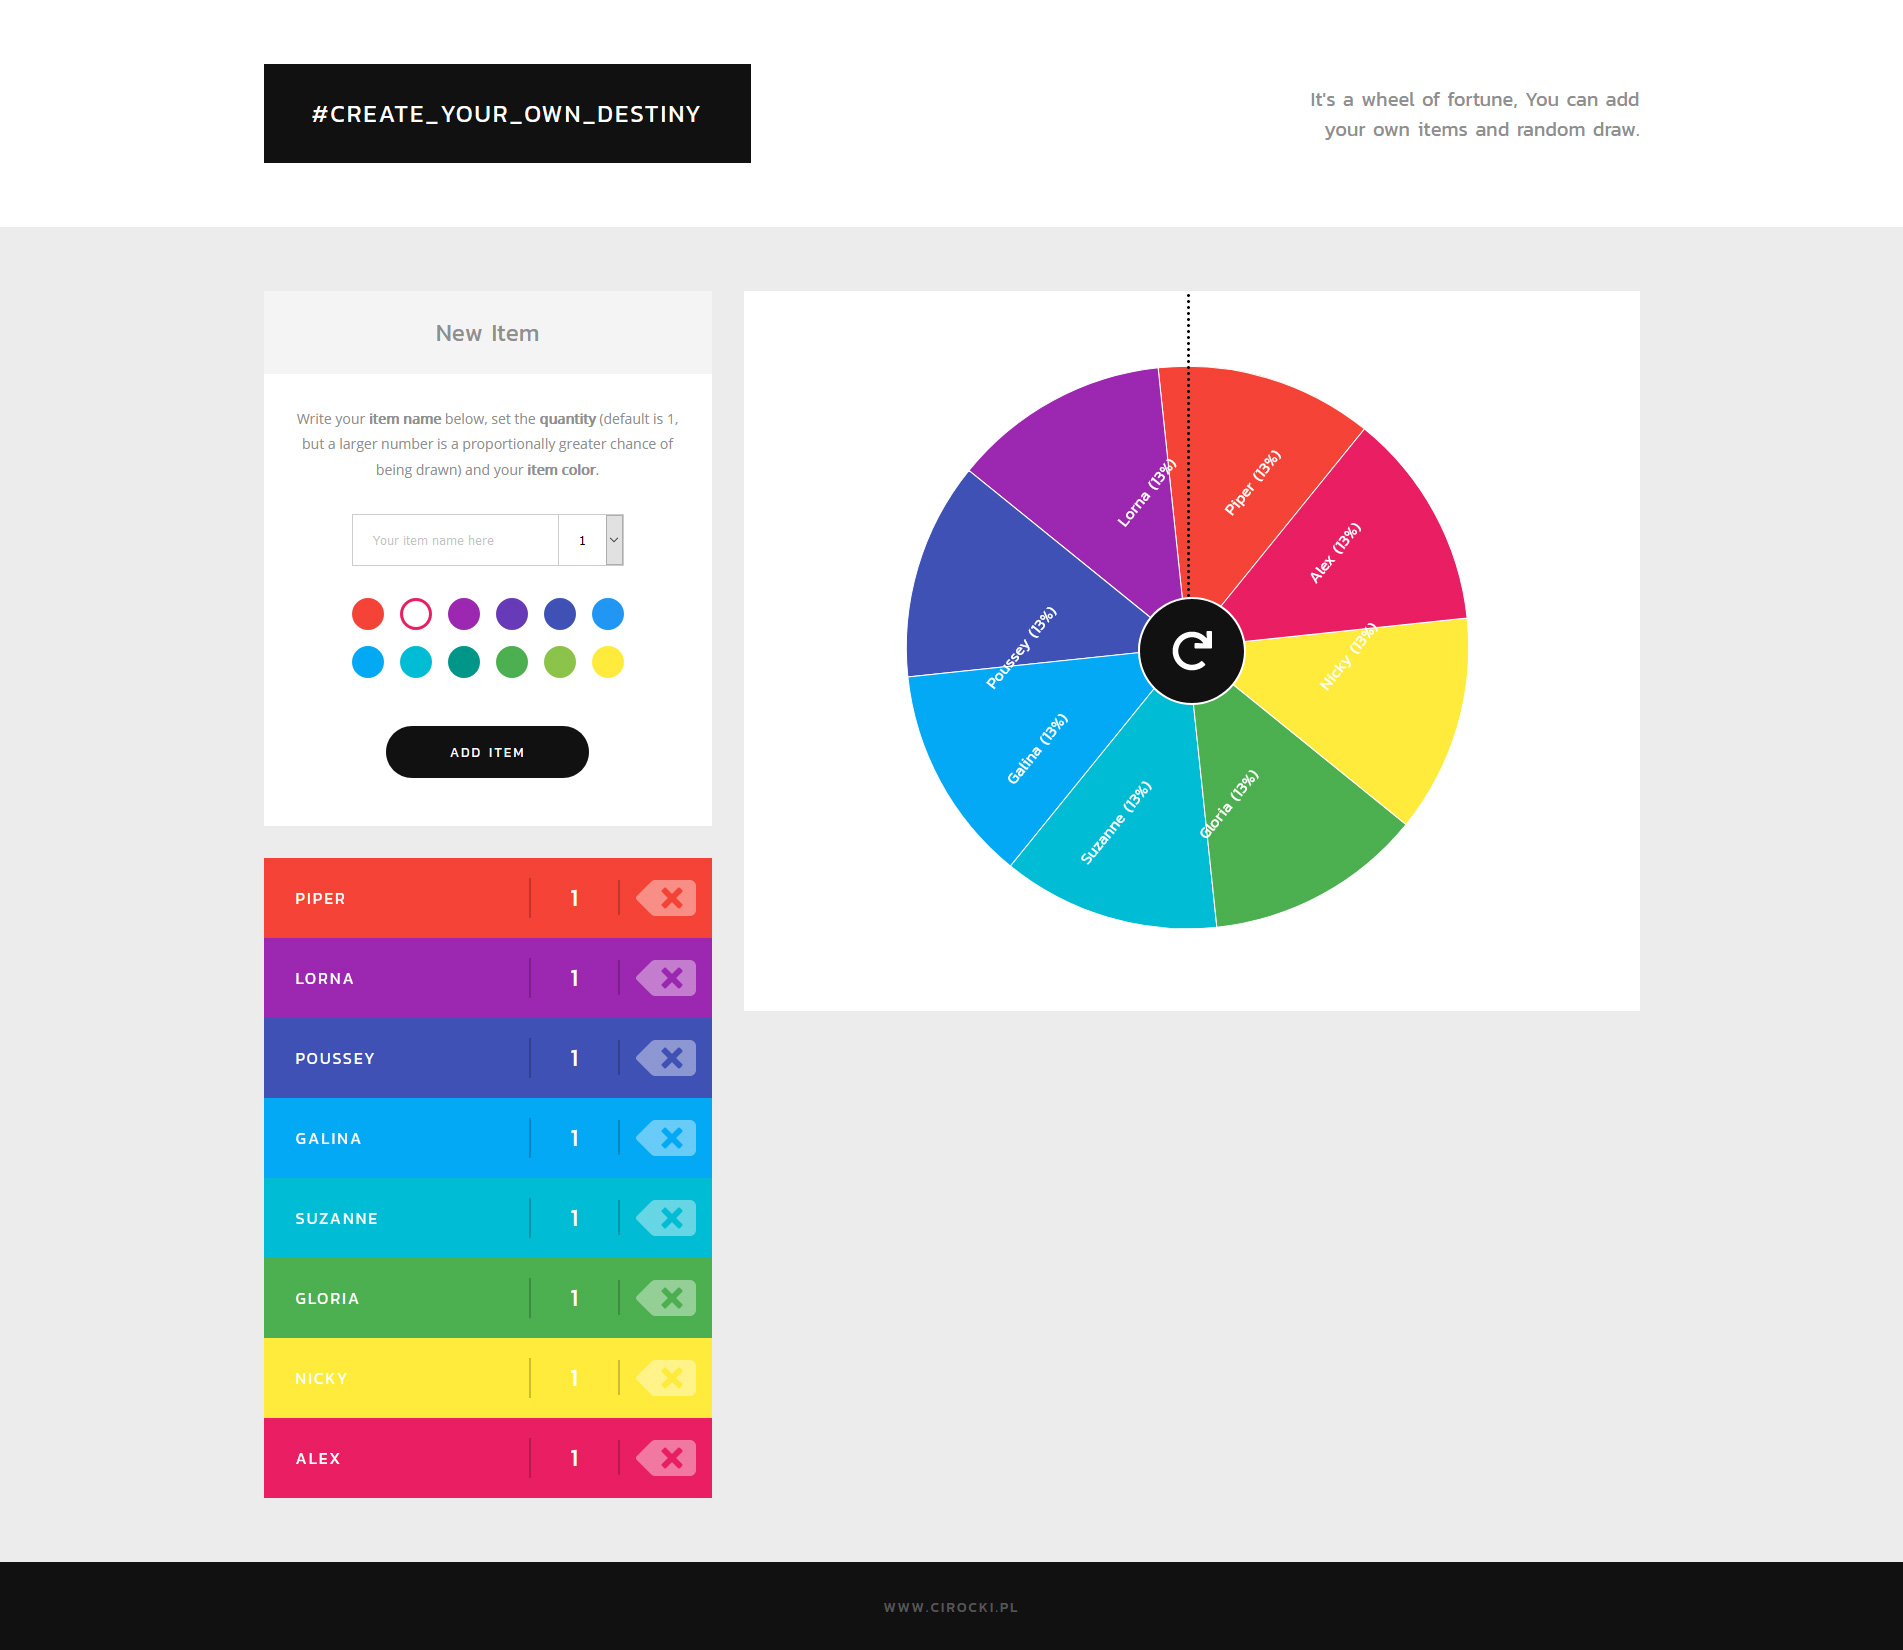 #CREATE_YOUR_OWN_DESTINY
It's a wheel of fortune, You can add
your own items and random draw.
New Item
Write your item name below, set the quantity (default is 1,
but a larger number is a proportionally greater chance of
being drawn) and your item color.
Your item name here 1
ADD ITEM
PIPER 1
LORNA 1
POUSSEY 1
GALINA 1
SUZANNE 1
GLORIA 1
NICKY 1
ALEX 1
Piper (13%)
Alex (13%)
Nicky (13%)
Gloria (13%)
Suzanne (13%)
Galina (13%)
Poussey (13%)
Lorna (13%)
WWW.CIROCKI.PL